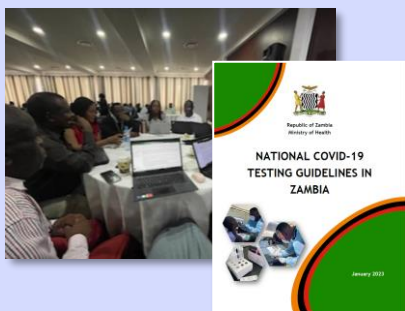 Republic of Zambia
Ministry of Health
NATIONAL COVID-19
TESTING GUIDELINES IN
ZAMBIA
January 2023